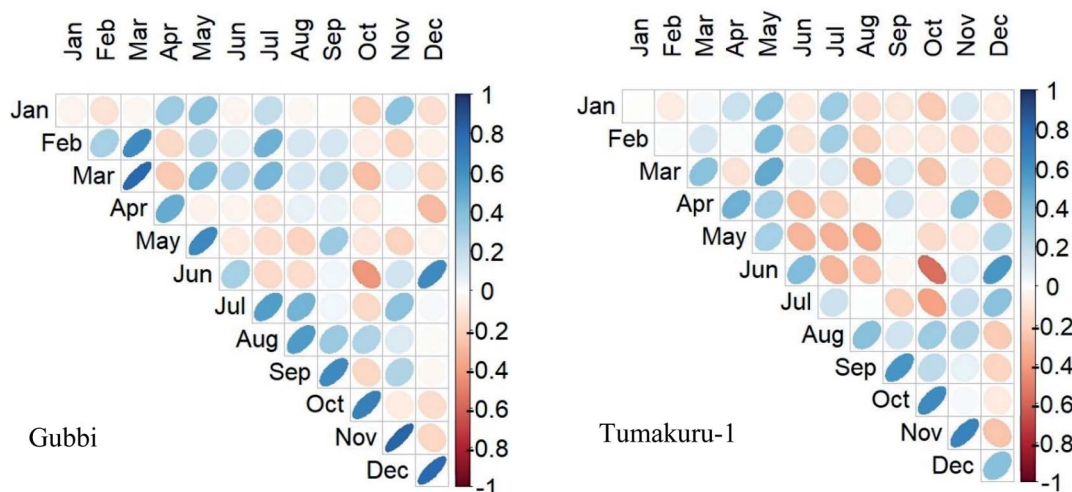 Jan Feb Mar Apr May Jun Jul Aug Sep Oct Nov Dec
Jan
Feb
Mar
Apr
May
Jun
Jul
Aug
Sep
Oct
Nov
Dec
1
0.8
0.6
0.4
0.2
0
-0.2
-0.4
-0.6
-0.8
-1
Gubbi
Jan Feb Mar Apr May Jun Jul Aug Sep Oct Nov Dec
Jan
Feb
Mar
Apr
May
Jun
Jul
Aug
Sep
Oct
Nov
Dec
1
0.8
0.6
0.4
0.2
0
-0.2
-0.4
-0.6
-0.8
-1
Tumakuru-1